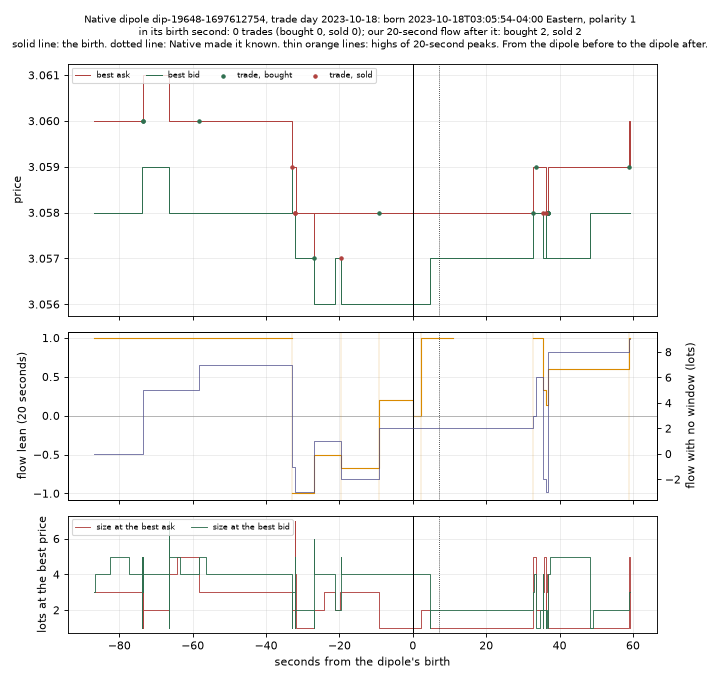 Native dipole dip-19648-1697612754, trade day 2023-10-18: born 2023-10-18T03:05:54-04:00 Eastern, polarity 1
in its birth second: 0 trades (bought 0, sold 0); our 20-second flow after it: bought 2, sold 2
solid line: the birth. dotted line: Native made it known. thin orange lines: highs of 20-second peaks. From the dipole before to the dipole after.
best ask best bid trade, bought trade, sold
3.061
3.060
3.059
3.058
3.057
3.056
price
1.0
0.5
0.0
−0.5
−1.0
flow lean (20 seconds)
8
6
4
2
0
−2
flow with no window (lots)
size at the best ask size at the best bid
6
4
2
lots at the best price
−80 −60 −40 −20 0 20 40 60
seconds from the dipole's birth